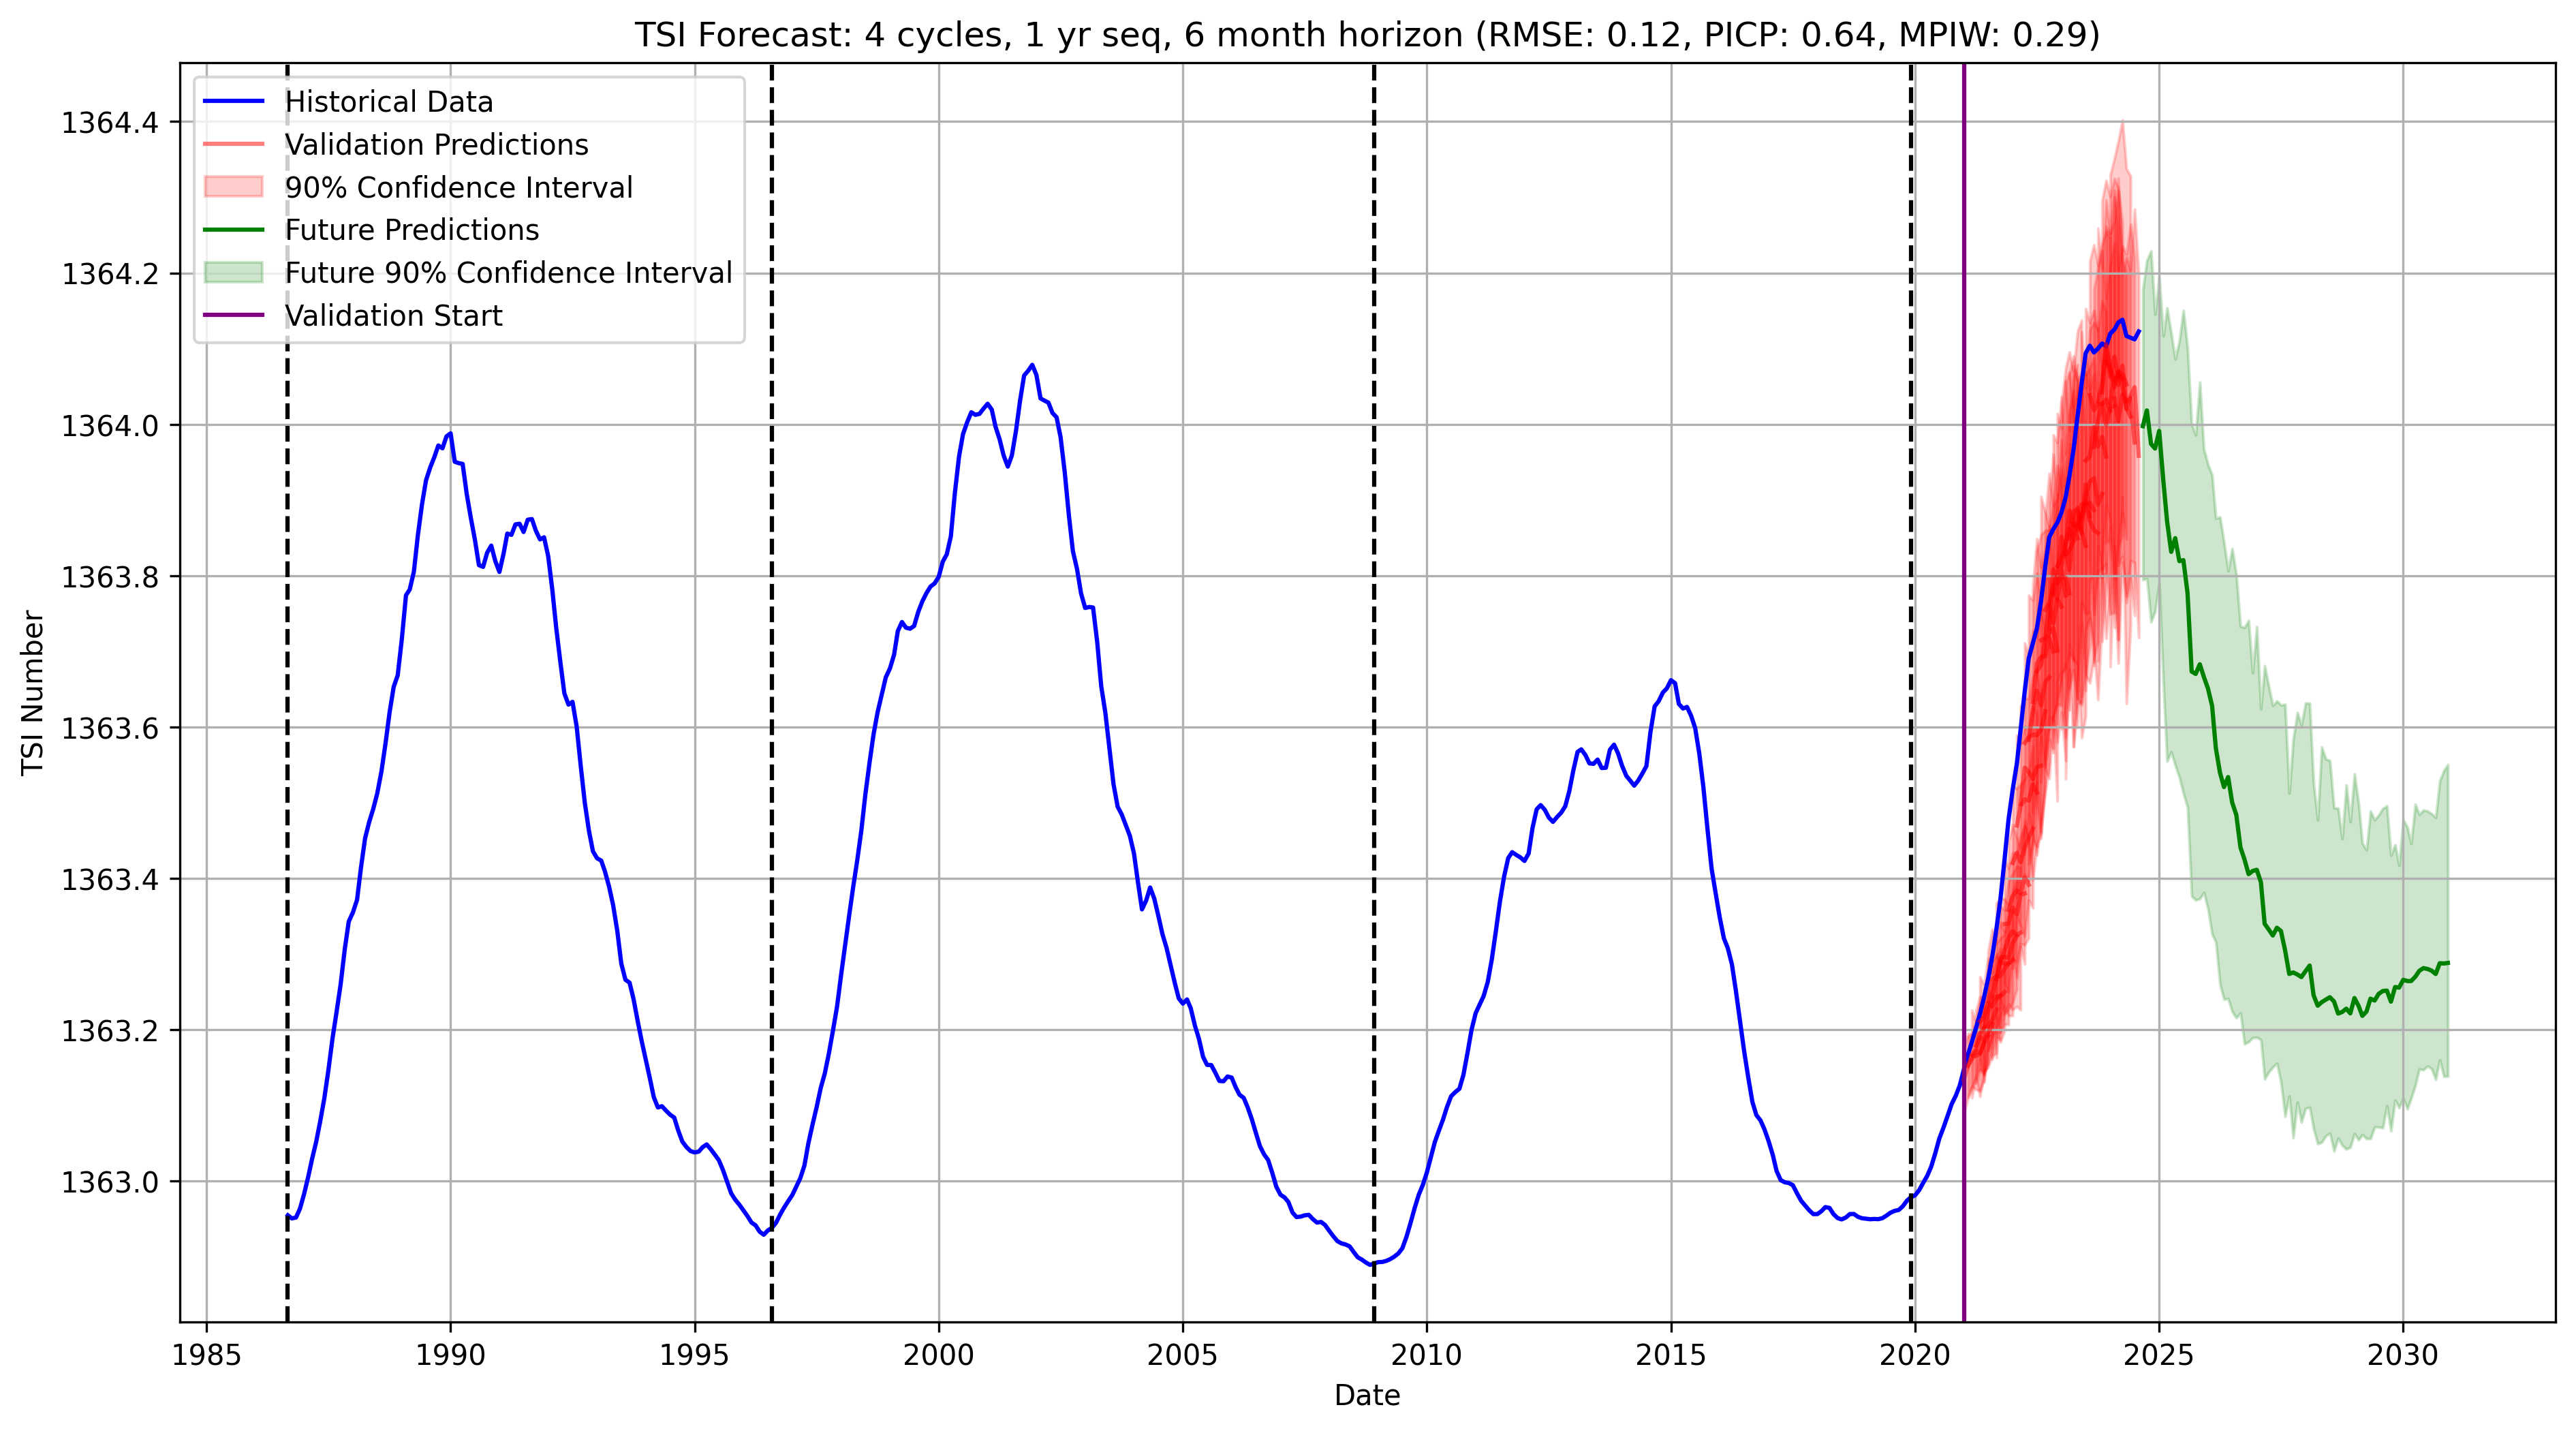 TSI Forecast: 4 cycles, 1 yr seq, 6 month horizon (RMSE: 0.12, PICP: 0.64, MPIW: 0.29)
Historical Data
Validation Predictions
90% Confidence Interval
Future Predictions
Future 90% Confidence Interval
Validation Start
TSI Number
1364.4
1364.2
1364.0
1363.8
1363.6
1363.4
1363.2
1363.0
1985 1990 1995 2000 2005 2010 2015 2020 2025 2030
Date